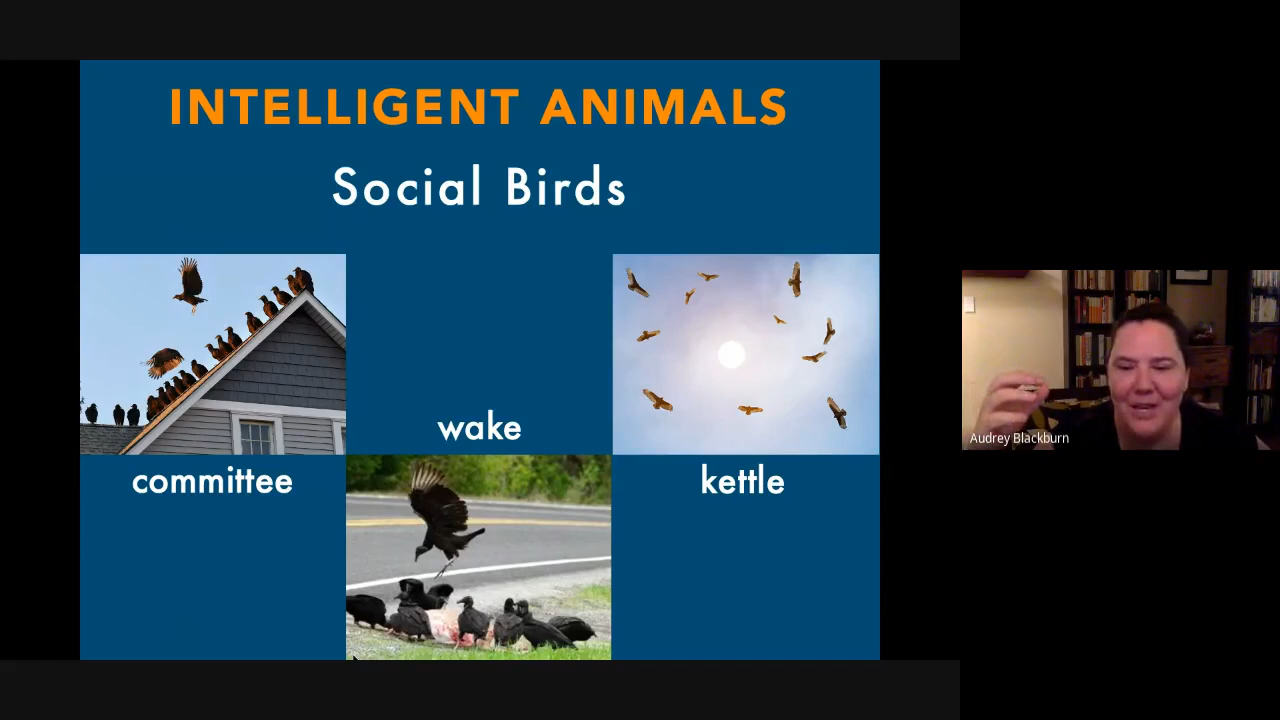 INTELLIGENT ANIMALS
Social Birds
wake
committee
kettle
Audrey Blackburn